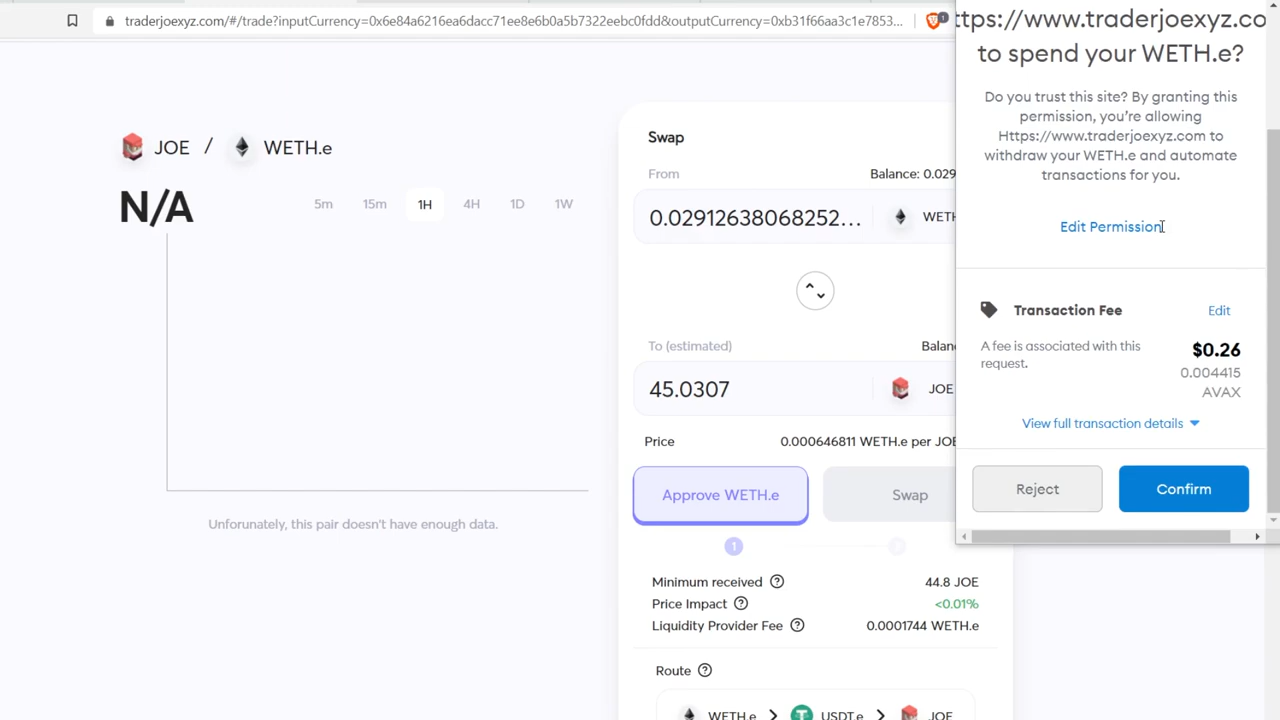 traderjoexyz.com/#/trade?inputCurrency=0x6e84a6216ea6dacc71ee8e6b0a5b7322eebc0fdd&outputCurrency=0xb31f66aa3c1e7853...
1
JOE / WETH.e
N/A
5m 15m 1H 4H 1D 1W
Unforunately, this pair doesn't have enough data.
Swap
From
Balance: 0.029
0.02912638068252...
WETH
To (estimated)
Balan
45.0307
JOE
Price
0.000646811 WETH.e per JOE
Approve WETH.e
Swap
1
Minimum received
44.8 JOE
Price Impact
<0.01%
Liquidity Provider Fee
0.0001744 WETH.e
Route
WETH.e > USDT.e > JOE
ttps://www.traderjoexyz.co
to spend your WETH.e?
Do you trust this site? By granting this
permission, you're allowing
Https://www.traderjoexyz.com to
withdraw your WETH.e and automate
transactions for you.
Edit Permission
Transaction Fee
Edit
A fee is associated with this
request.
$0.26
0.004415
AVAX
View full transaction details
Reject
Confirm